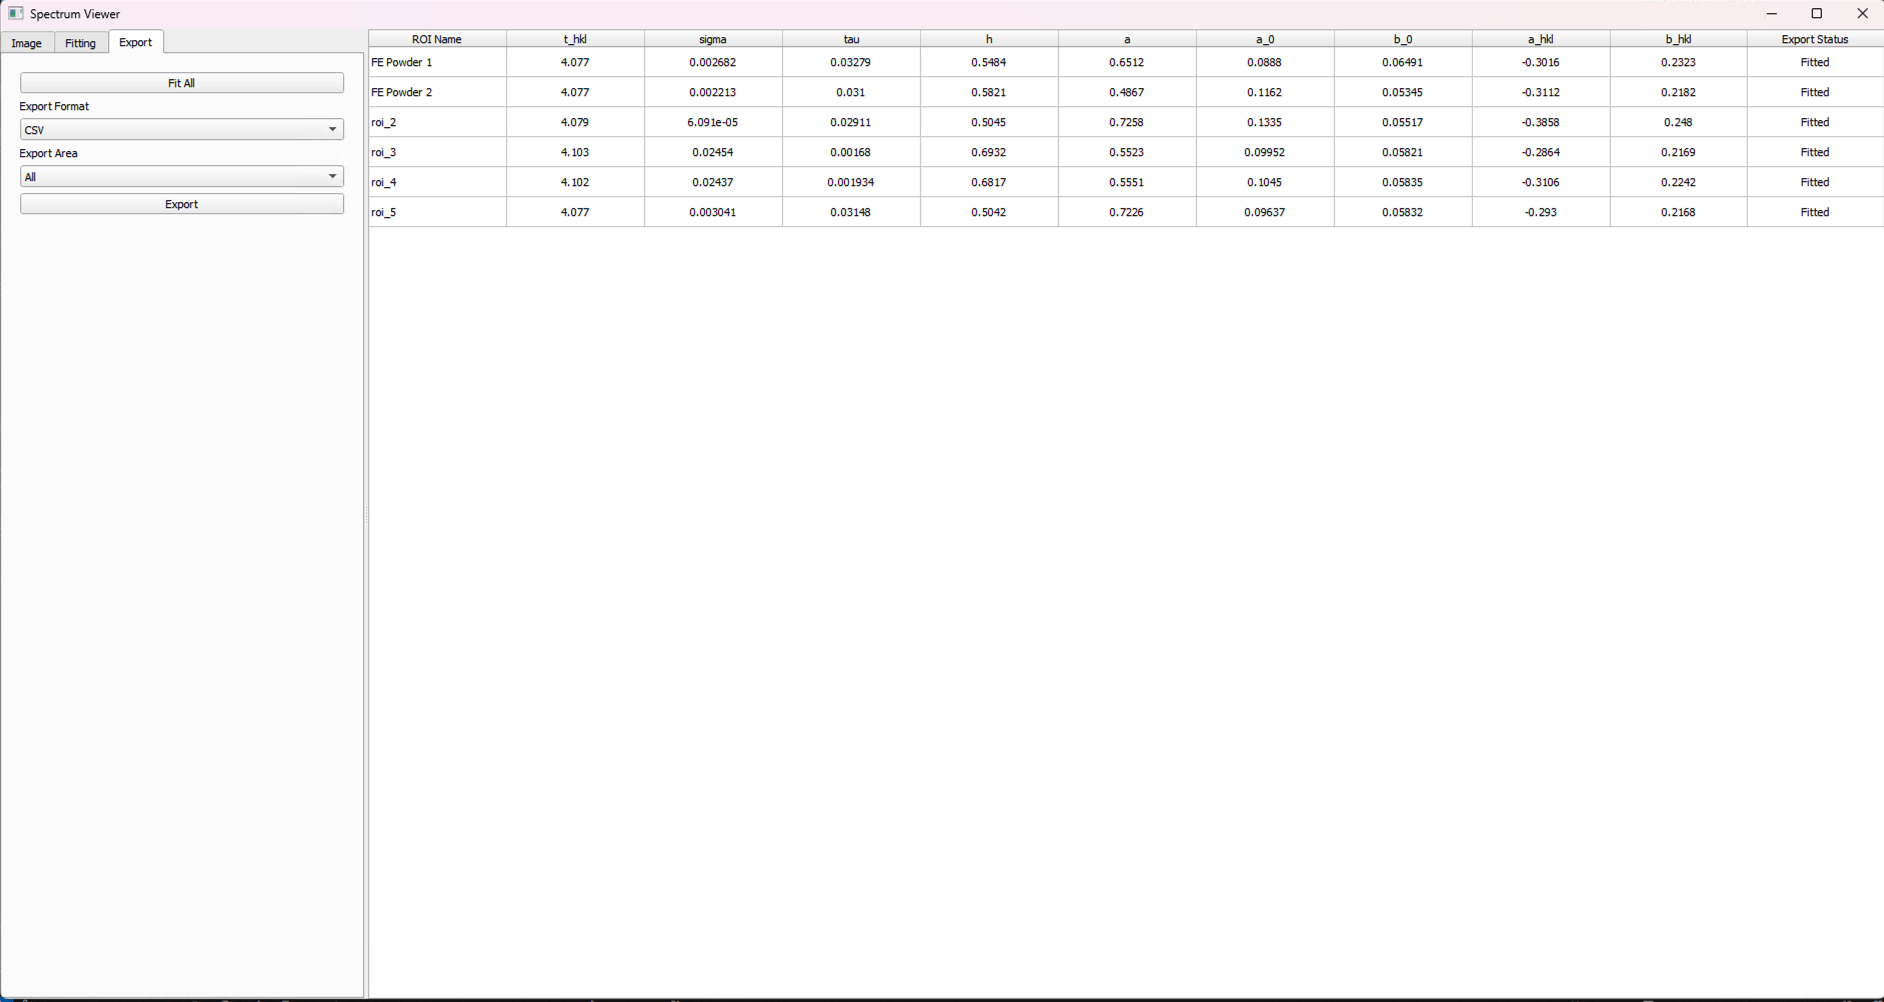 Spectrum Viewer
Image Fitting Export
Fit All
Export Format
CSV
Export Area
All
Export
ROI Name t_hkl sigma tau h a a_0 b_0 a_hkl b_hkl Export Status
FE Powder 1 4.077 0.002682 0.03279 0.5484 0.6512 0.0888 0.06491 -0.3016 0.2323 Fitted
FE Powder 2 4.077 0.002213 0.031 0.5821 0.4867 0.1162 0.05345 -0.3112 0.2182 Fitted
roi_2 4.079 6.091e-05 0.02911 0.5045 0.7258 0.1335 0.05517 -0.3858 0.248 Fitted
roi_3 4.103 0.02454 0.00168 0.6932 0.5523 0.09952 0.05821 -0.2864 0.2169 Fitted
roi_4 4.102 0.02437 0.001934 0.6817 0.5551 0.1045 0.05835 -0.3106 0.2242 Fitted
roi_5 4.077 0.003041 0.03148 0.5042 0.7226 0.09637 0.05832 -0.293 0.2168 Fitted